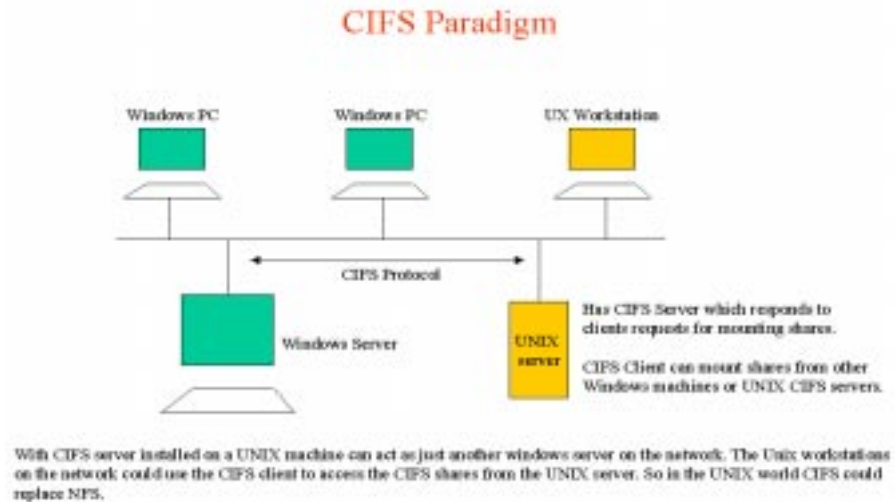 CIFS Paradigm
Windows PC
Windows PC
UX Workstation
CIFS Protocol
Windows Server
UNIX
server
Has CIFS Server which responds to
clients requests for mounting shares.
CIFS Client can mount shares from other
Windows machines or UNIX CIFS servers.
With CIFS server installed on a UNIX machine can act as just another windows server on the network. The Unix workstations
on the network could use the CIFS client to access the CIFS shares from the UNIX server. So in the UNIX world CIFS could
replace NFS.